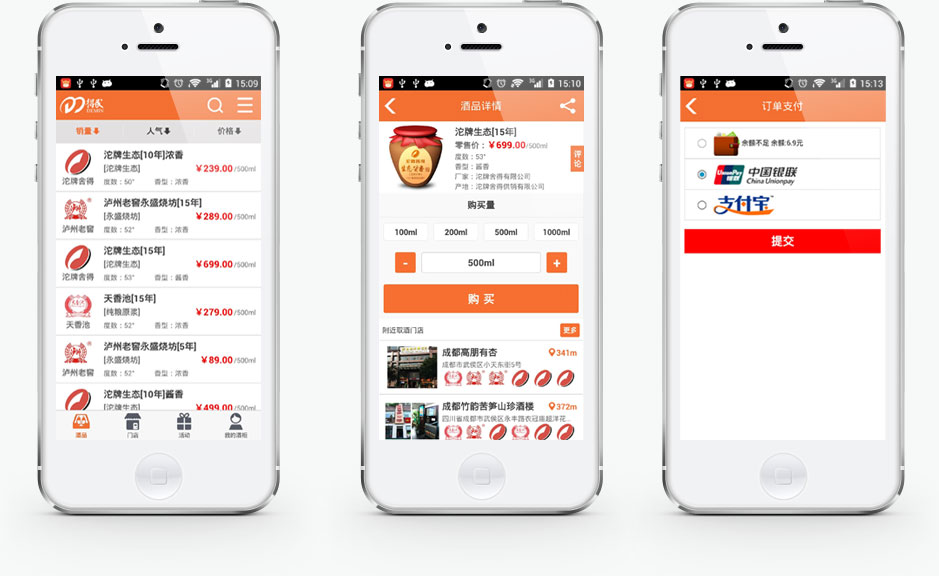 15:09
得我
DEMIN
销量
人气
价格
沱牌生态[10年]浓香
[沱牌生态]
¥239.00/500ml
沱牌舍得
度数：50° 香型：浓香
泸州老窖永盛烧坊[15年]
[永盛烧坊]
¥289.00/500ml
泸州老窖
度数：52° 香型：浓香
沱牌生态[15年]
[沱牌生态]
¥699.00/500ml
沱牌舍得
度数：53° 香型：酱香
天香池[15年]
[纯粮原浆]
¥279.00/500ml
天香池
度数：52° 香型：浓香
泸州老窖永盛烧坊[5年]
[永盛烧坊]
¥89.00/500ml
泸州老窖
度数：52° 香型：浓香
沱牌生态[10年]酱香
[沱牌生态]
¥499.00/500ml
酒品
门店
活动
我的酒柜
15:10
酒品详情
沱牌生态[15年]
零售价：¥699.00/500ml
度数：53°
香型：酱香
厂家：沱牌舍得有限公司
产地：沱牌舍得供销有限公司
评论
购买量
100ml
200ml
500ml
1000ml
-
500ml
+
购 买
附近取酒门店
更多
成都高朋有杏
341m
成都市武侯区小天东街5号
成都竹韵苦笋山珍酒楼
372m
四川省成都市武侯区永丰路衣冠庙超洋花...
15:13
订单支付
余额不足 余额:6.9元
UnionPay
银联
中国银联
China Unionpay
支付宝
提交